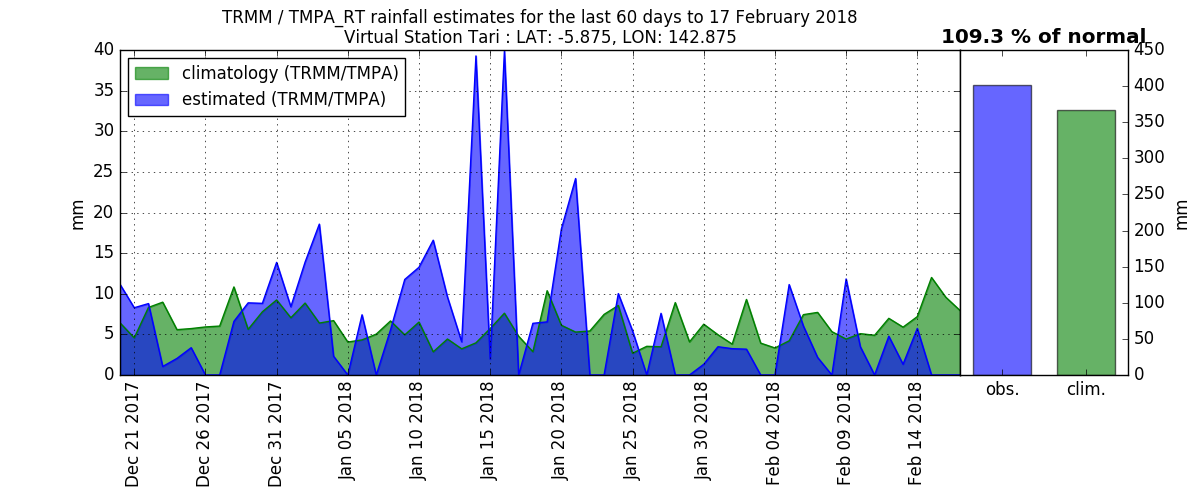 TRMM / TMPA_RT rainfall estimates for the last 60 days to 17 February 2018
Virtual Station Tari : LAT: -5.875, LON: 142.875
109.3 % of normal
climatology (TRMM/TMPA)
estimated (TRMM/TMPA)
40
35
30
25
20
15
10
5
0
mm
Dec 21 2017
Dec 26 2017
Dec 31 2017
Jan 05 2018
Jan 10 2018
Jan 15 2018
Jan 20 2018
Jan 25 2018
Jan 30 2018
Feb 04 2018
Feb 09 2018
Feb 14 2018
obs.
clim.
450
400
350
300
250
200
150
100
50
0
mm